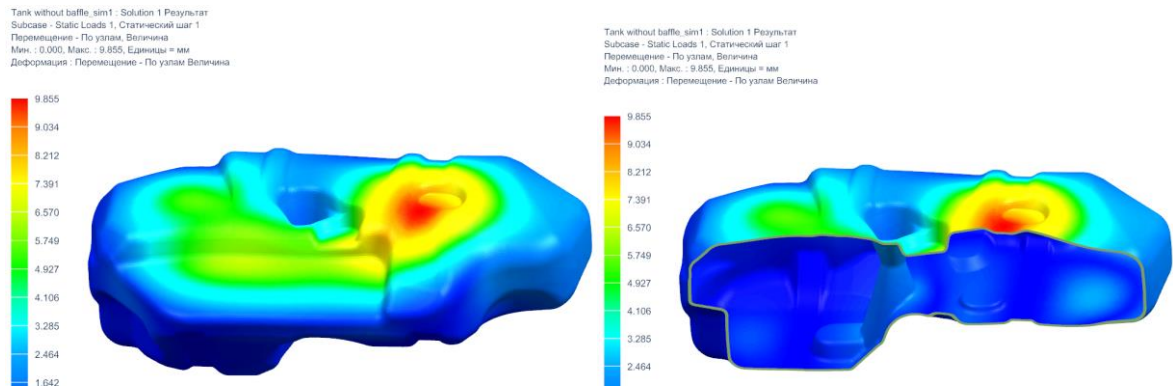 Tank without baffle_sim1 : Solution 1 Результат
Subcase - Static Loads 1, Статический шаг 1
Перемещение - По узлам, Величина
Мин. : 0.000, Макс. : 9.855, Единицы = мм
Деформация : Перемещение - По узлам Величина
9.855
9.034
8.212
7.391
6.570
5.749
4.927
4.106
3.285
2.464
1.642
Tank without baffle_sim1 : Solution 1 Результат
Subcase - Static Loads 1, Статический шаг 1
Перемещение - По узлам, Величина
Мин. : 0.000, Макс. : 9.855, Единицы = мм
Деформация : Перемещение - По узлам Величина
9.855
9.034
8.212
7.391
6.570
5.749
4.927
4.106
3.285
2.464